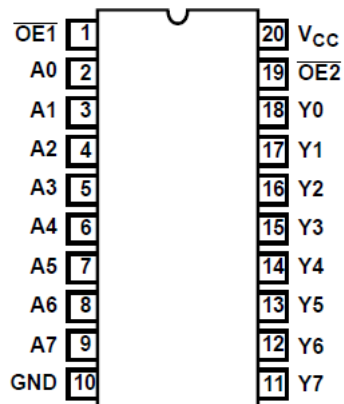 O̅E̅1̅ 1 20 VCC
A0 2 19 O̅E̅2̅
A1 3 18 Y0
A2 4 17 Y1
A3 5 16 Y2
A4 6 15 Y3
A5 7 14 Y4
A6 8 13 Y5
A7 9 12 Y6
GND 10 11 Y7